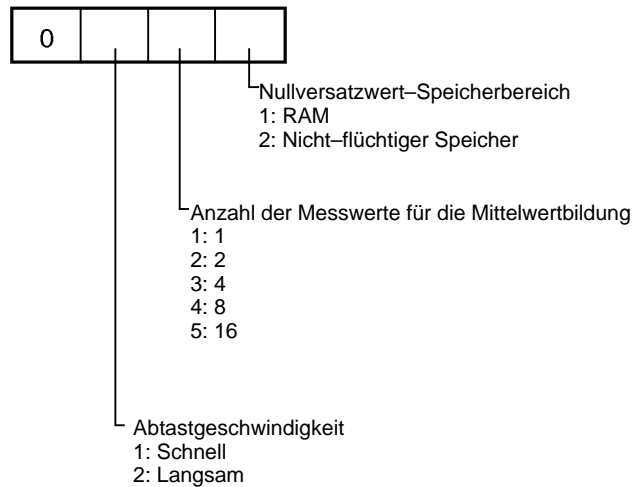 0
Nullversatzwert–Speicherbereich
1: RAM
2: Nicht–flüchtiger Speicher
Anzahl der Messwerte für die Mittelwertbildung
1: 1
2: 2
3: 4
4: 8
5: 16
Abtastgeschwindigkeit
1: Schnell
2: Langsam